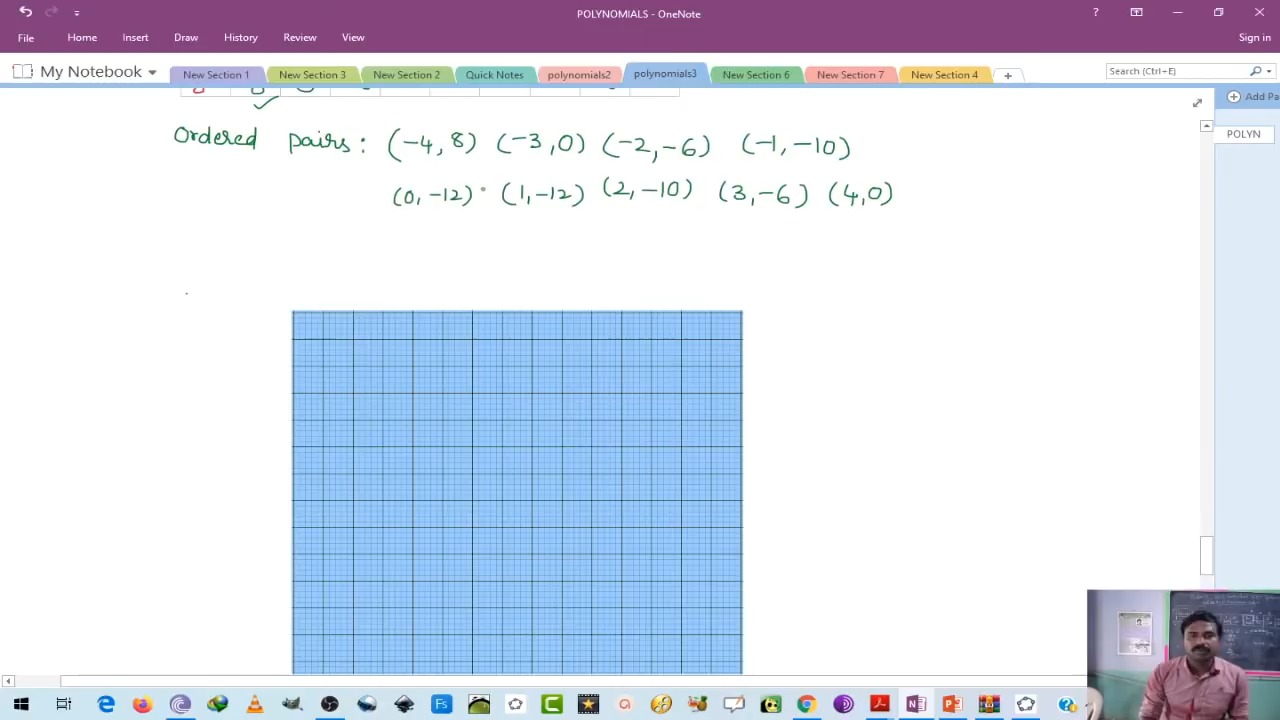 POLYNOMIALS - OneNote
File Home Insert Draw History Review View Sign in
My Notebook New Section 1 New Section 3 New Section 2 Quick Notes polynomials2 polynomials3 New Section 6 New Section 7 New Section 4 Search (Ctrl+E)
Add Pa
POLYN
Ordered pairs : (-4, 8) (-3, 0) (-2, -6) (-1, -10)
(0, -12) (1, -12) (2, -10) (3, -6) (4, 0)